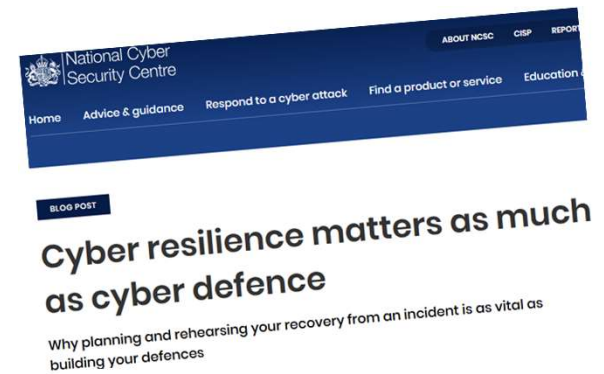 National Cyber
Security Centre
ABOUT NCSC CISP REPORT
Home Advice & guidance Respond to a cyber attack Find a product or service Education &
BLOG POST
Cyber resilience matters as much
as cyber defence
Why planning and rehearsing your recovery from an incident is as vital as
building your defences